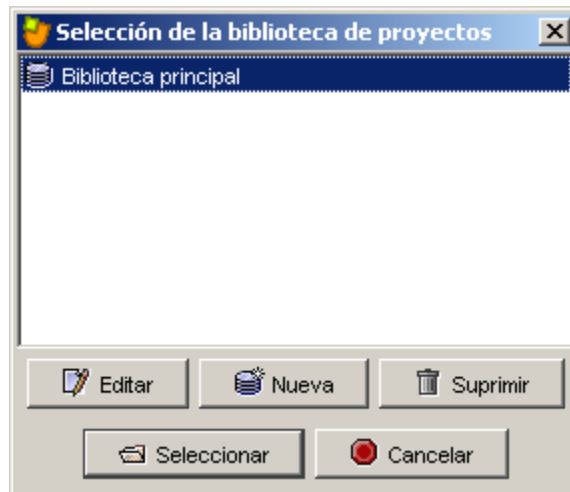 Selección de la biblioteca de proyectos
Biblioteca principal
Editar Nueva Suprimir
Seleccionar Cancelar